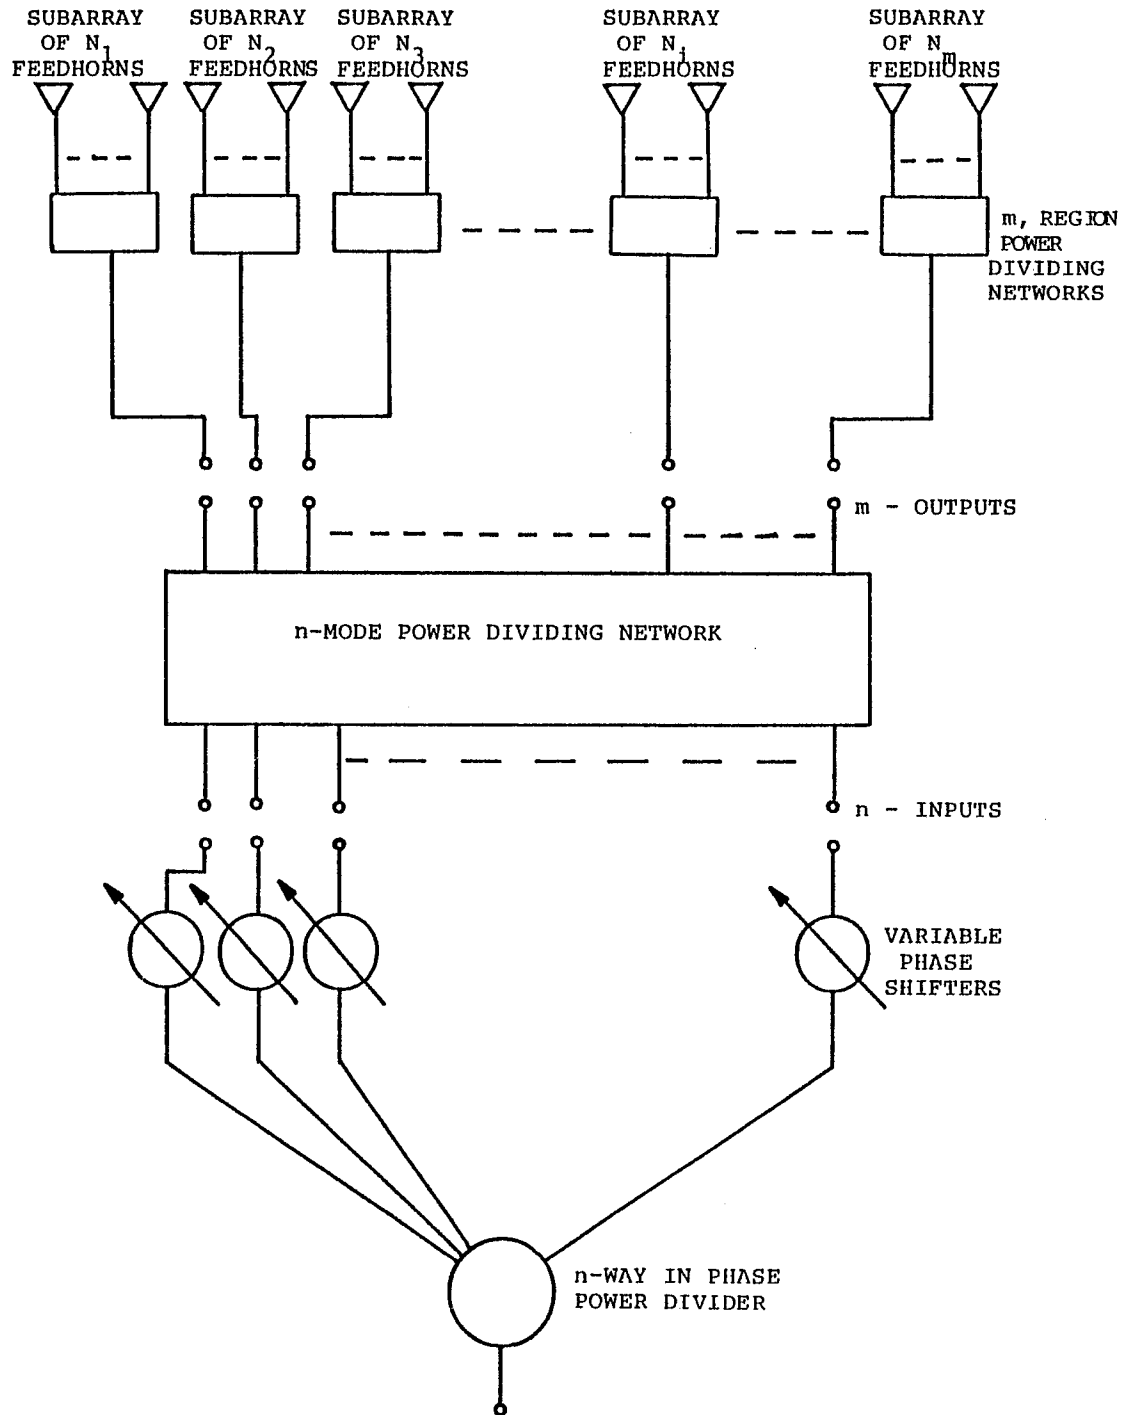 SUBARRAY
OF N1
FEEDHORNS
SUBARRAY
OF N2
FEEDHORNS
SUBARRAY
OF N3
FEEDHORNS
SUBARRAY
OF Ni
FEEDHORNS
SUBARRAY
OF Nm
FEEDHORNS
m, REGION
POWER
DIVIDING
NETWORKS
m - OUTPUTS
n-MODE POWER DIVIDING NETWORK
n - INPUTS
VARIABLE
PHASE
SHIFTERS
n-WAY IN PHASE
POWER DIVIDER